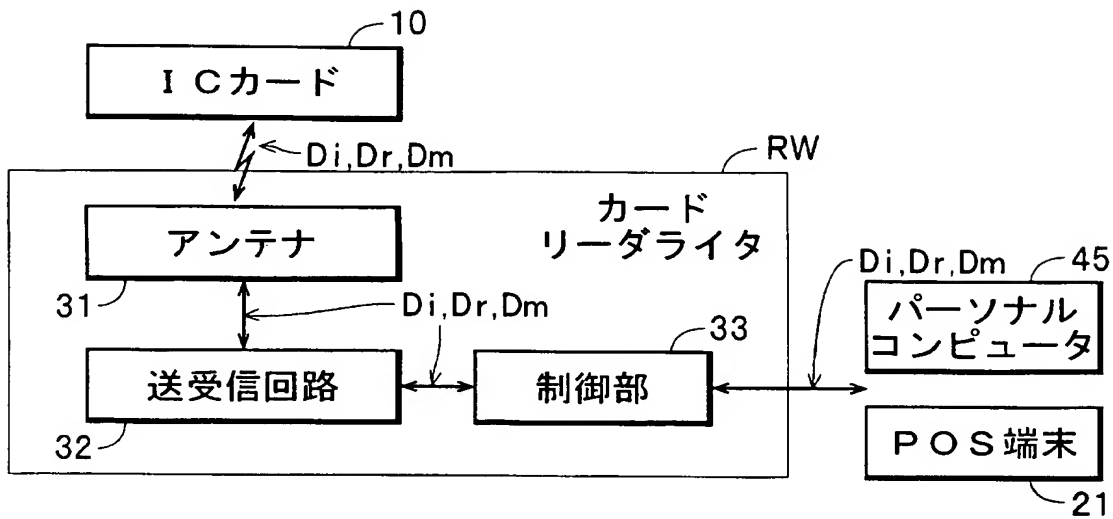 10
ICカード
Di,Dr,Dm
RW
カード
リーダライタ
アンテナ
31
Di,Dr,Dm
Di,Dr,Dm
45
パーソナル
コンピュータ
33
送受信回路
制御部
32
POS端末
21